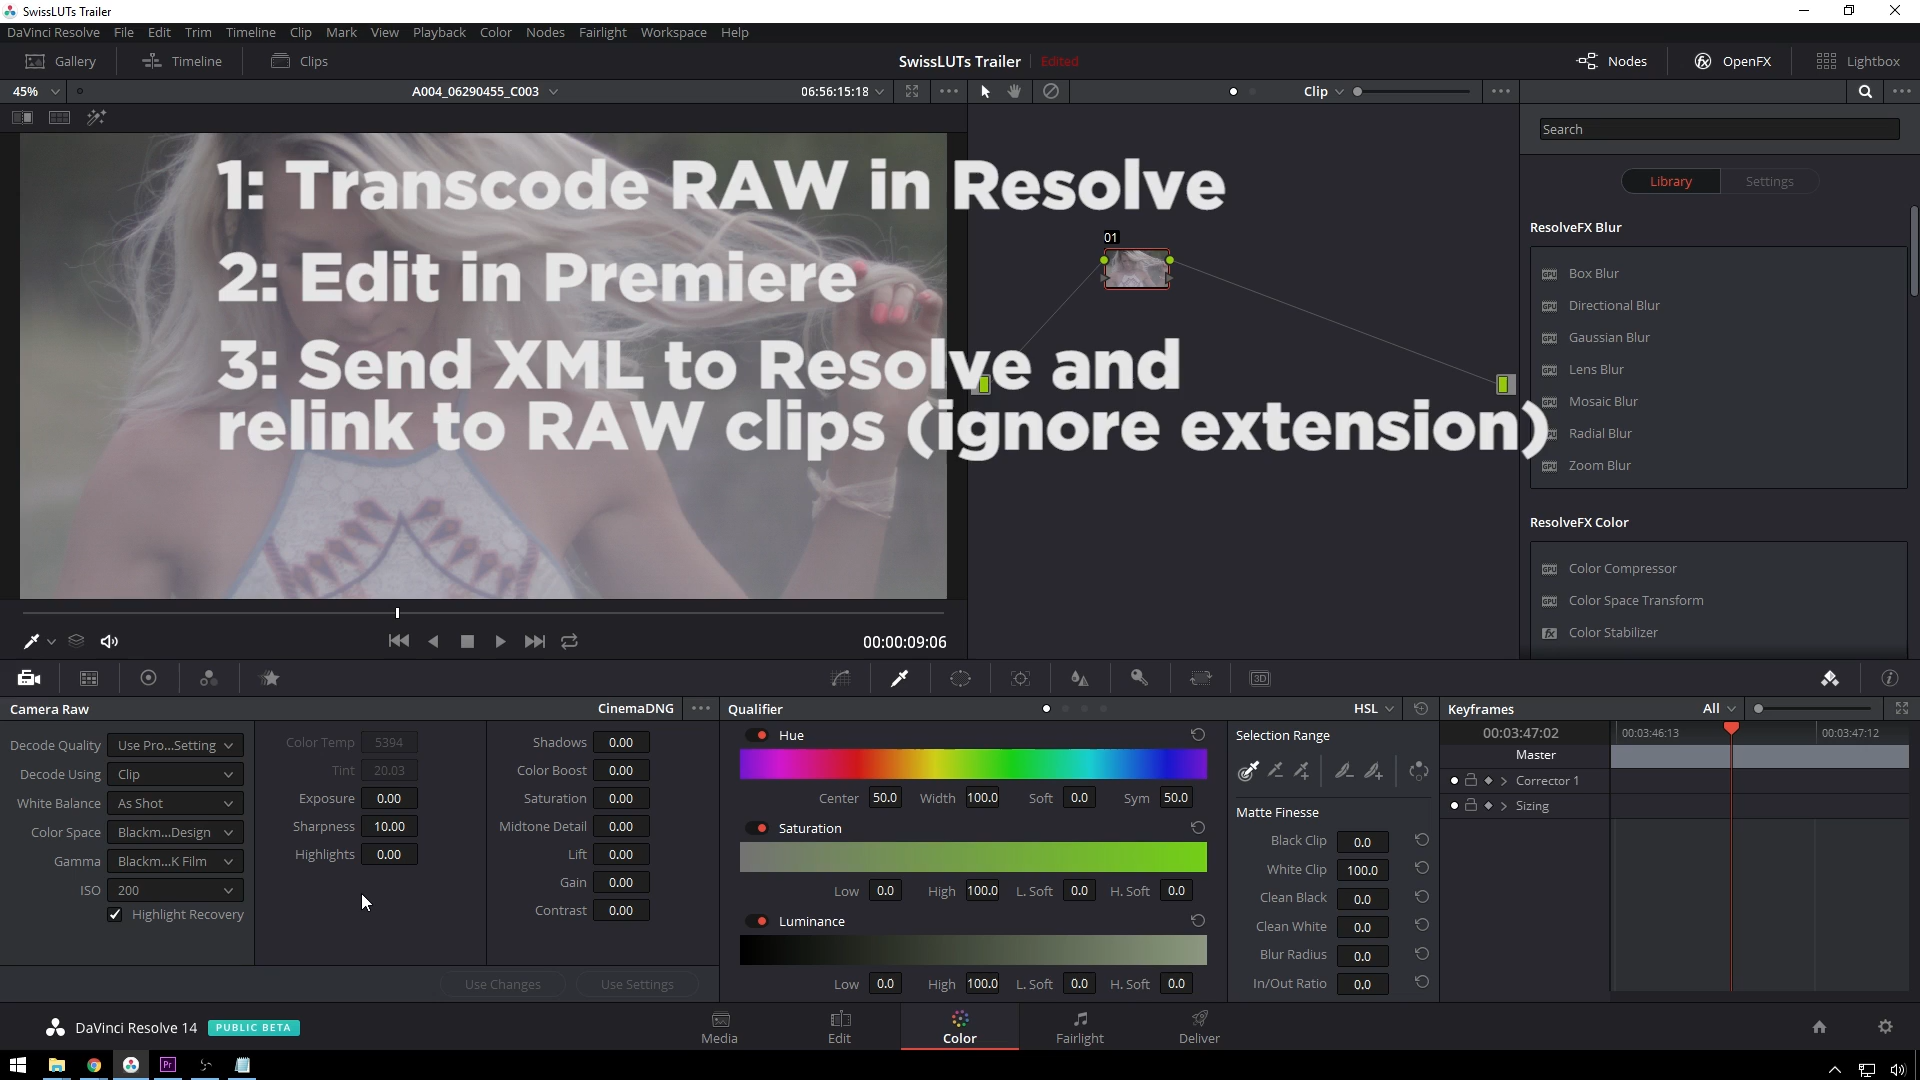 SwissLUTs Trailer
DaVinci Resolve File Edit Trim Timeline Clip Mark View Playback Color Nodes Fairlight Workspace Help
Gallery Timeline Clips SwissLUTs Trailer Edited Nodes OpenFX Lightbox
45% A004_06290455_C003 06:56:15:18 Clip
Search
Library Settings
1: Transcode RAW in Resolve
2: Edit in Premiere
3: Send XML to Resolve and
relink to RAW clips (ignore extension)
01
ResolveFX Blur
Box Blur
Directional Blur
Gaussian Blur
Lens Blur
Mosaic Blur
Radial Blur
Zoom Blur
ResolveFX Color
Color Compressor
Color Space Transform
Color Stabilizer
00:00:09:06
3D
Camera Raw CinemaDNG
Decode Quality Use Pro...Setting
Decode Using Clip
White Balance As Shot
Color Space Blackm...Design
Gamma Blackm...K Film
ISO 200
Highlight Recovery
Color Temp 5394
Tint 20.03
Exposure 0.00
Sharpness 10.00
Highlights 0.00
Shadows 0.00
Color Boost 0.00
Saturation 0.00
Midtone Detail 0.00
Lift 0.00
Gain 0.00
Contrast 0.00
Use Changes Use Settings
Qualifier HSL
Hue
Center 50.0 Width 100.0 Soft 0.0 Sym 50.0
Saturation
Low 0.0 High 100.0 L. Soft 0.0 H. Soft 0.0
Luminance
Low 0.0 High 100.0 L. Soft 0.0 H. Soft 0.0
Selection Range
Matte Finesse
Black Clip 0.0
White Clip 100.0
Clean Black 0.0
Clean White 0.0
Blur Radius 0.0
In/Out Ratio 0.0
Keyframes All
00:03:47:02 00:03:46:13 00:03:47:12
Master
Corrector 1
Sizing
DaVinci Resolve 14 PUBLIC BETA
Media Edit Color Fairlight Deliver
Pr